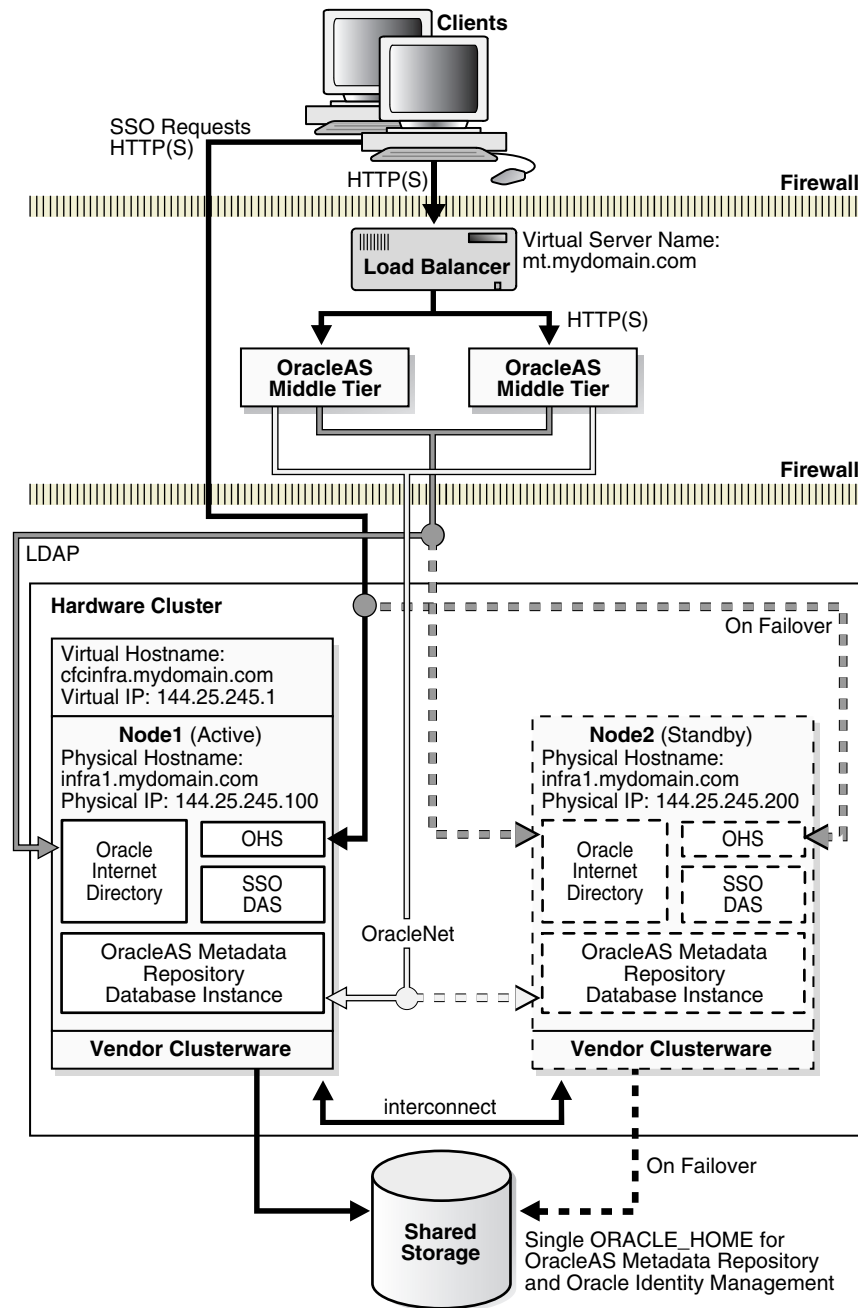 Clients
SSO Requests
HTTP(S)
HTTP(S)
Firewall
Virtual Server Name:
mt.mydomain.com
Load Balancer
HTTP(S)
OracleAS
Middle Tier
OracleAS
Middle Tier
Firewall
LDAP
Hardware Cluster
On Failover
Virtual Hostname:
cfcinfra.mydomain.com
Virtual IP: 144.25.245.1
Node1 (Active)
Physical Hostname:
infra1.mydomain.com
Physical IP: 144.25.245.100
Oracle
Internet
Directory
OHS
SSO
DAS
OracleAS Metadata
Repository
Database Instance
Vendor Clusterware
OracleNet
Node2 (Standby)
Physical Hostname:
infra1.mydomain.com
Physical IP: 144.25.245.200
Oracle
Internet
Directory
OHS
SSO
DAS
OracleAS Metadata
Repository
Database Instance
Vendor Clusterware
interconnect
On Failover
Shared
Storage
Single ORACLE_HOME for
OracleAS Metadata Repository
and Oracle Identity Management